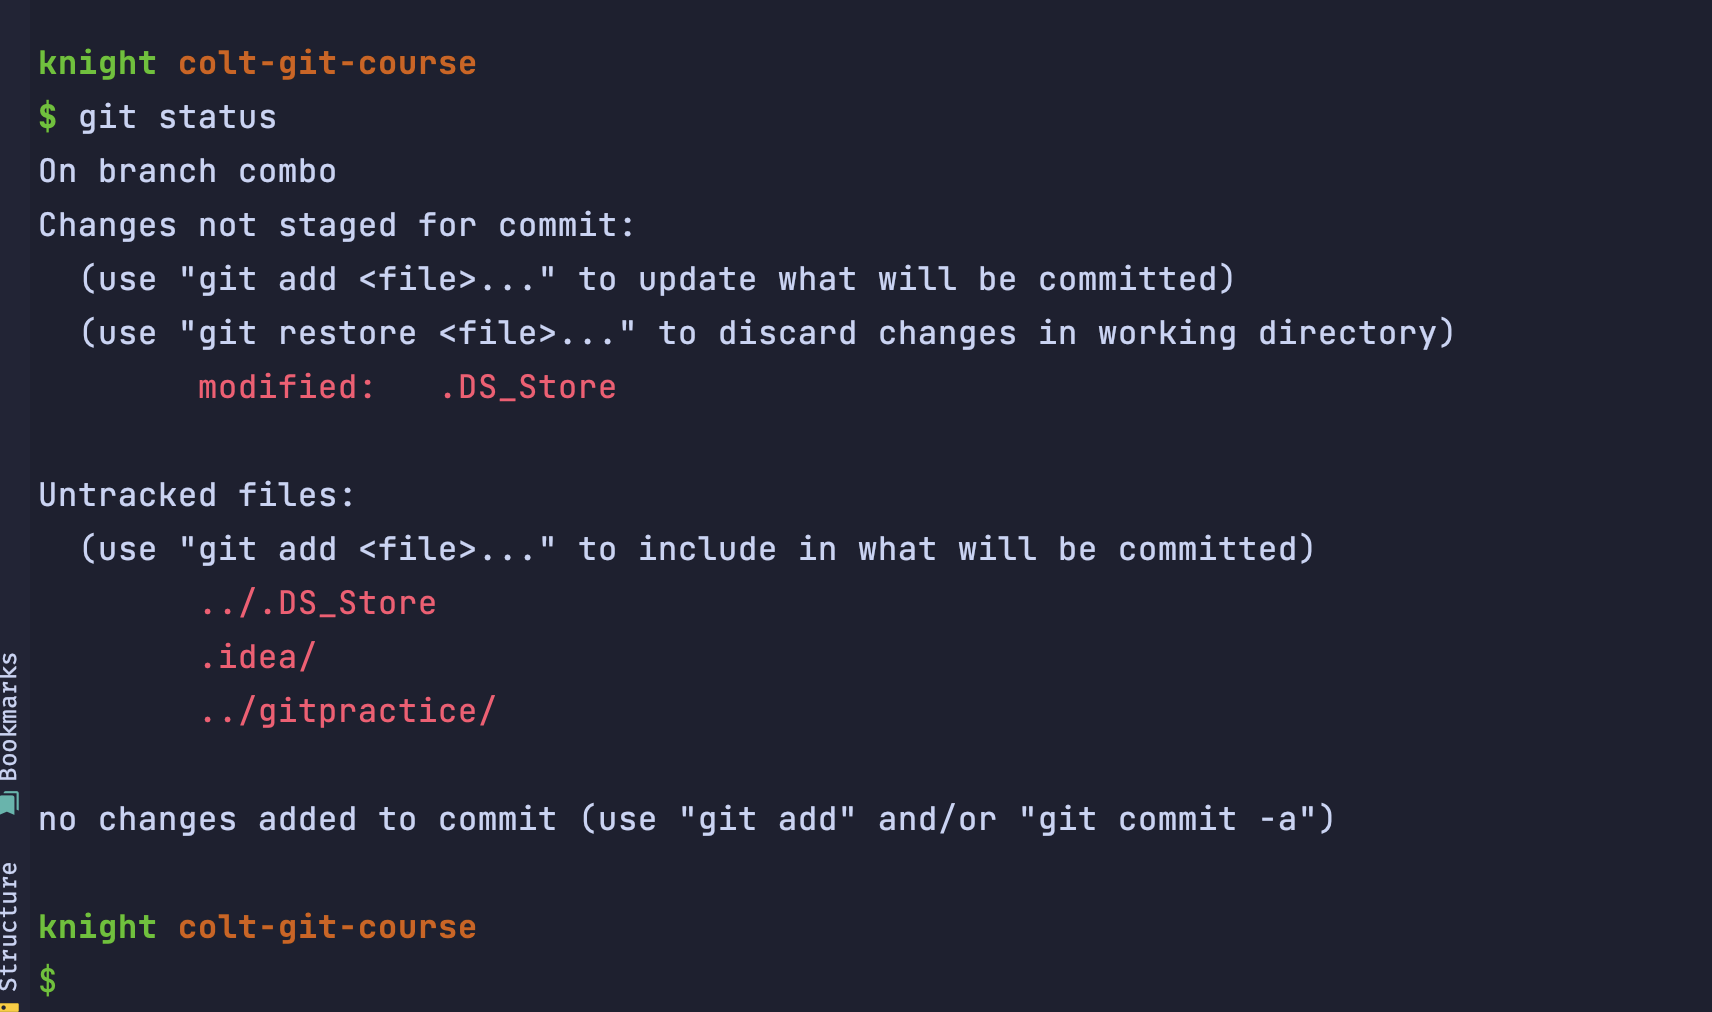 knight colt-git-course
$ git status
On branch combo
Changes not staged for commit:
  (use "git add <file>..." to update what will be committed)
  (use "git restore <file>..." to discard changes in working directory)
        modified:   .DS_Store
Untracked files:
  (use "git add <file>..." to include in what will be committed)
        ../.DS_Store
        .idea/
        ../gitpractice/
no changes added to commit (use "git add" and/or "git commit -a")
knight colt-git-course
$
Bookmarks
Structure